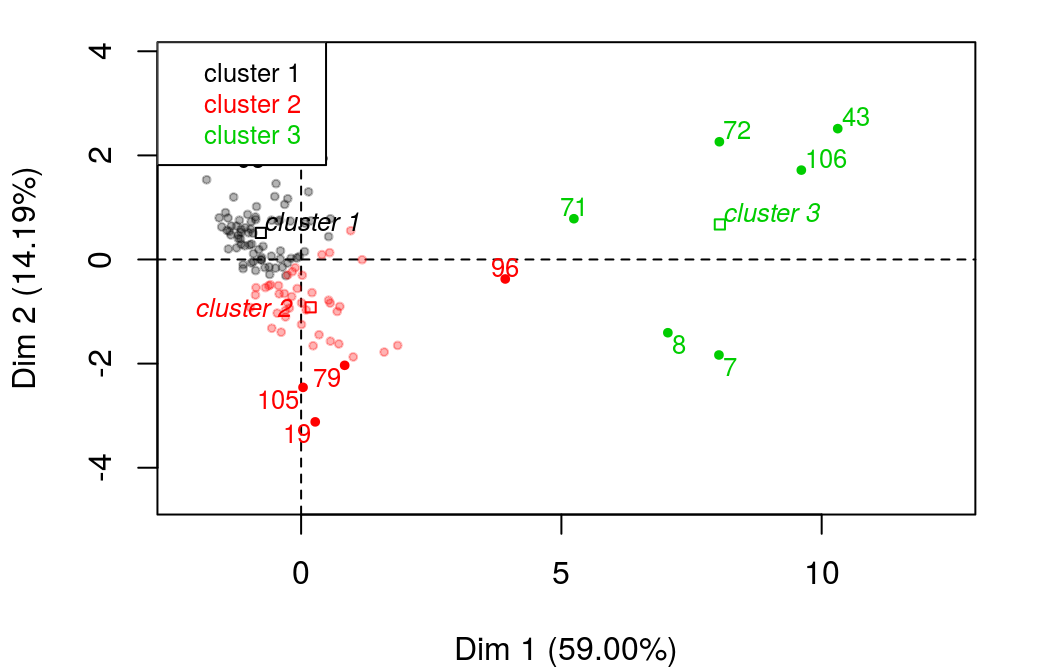 4
cluster 1
cluster 2
cluster 3
43
72
2
106
71
cluster 3
cluster 1
0
96
cluster 2
8
7
-2
79
105
19
-4
0
5
10
Dim 1 (59.00%)
Dim 2 (14.19%)